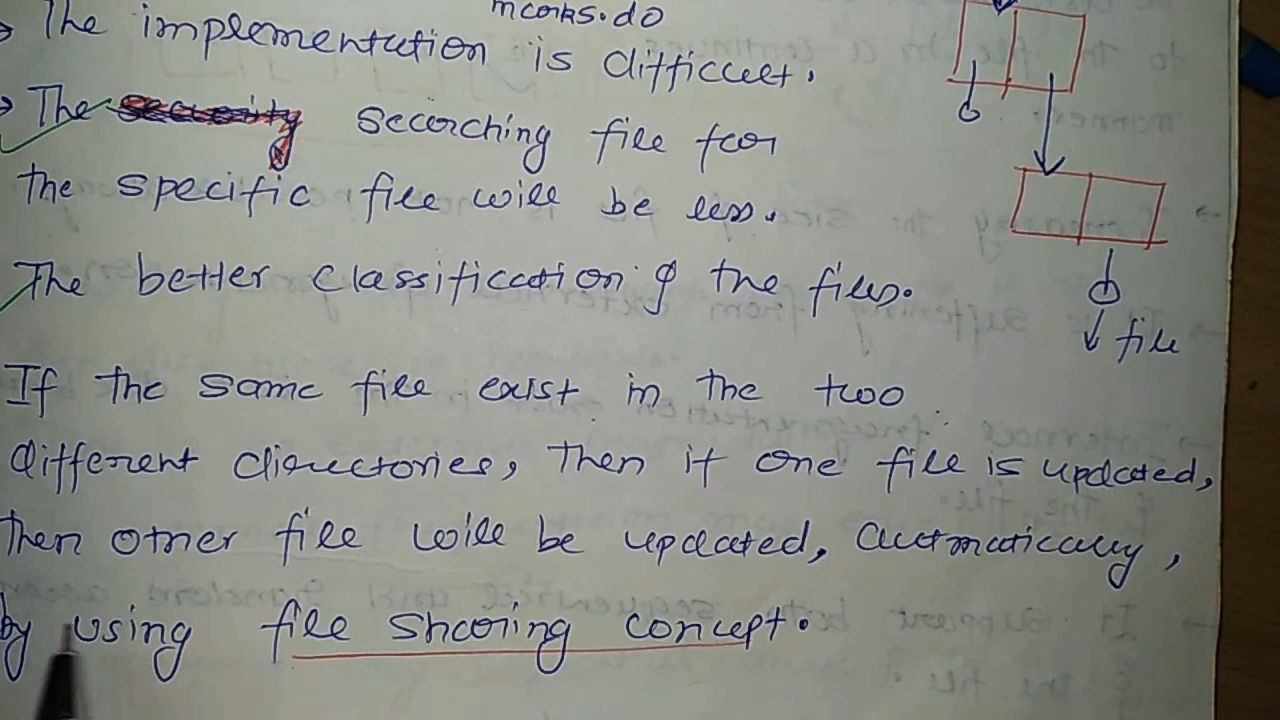 marks.do
The implementation is difficult.
The searching file for
the specific file will be less.
The better classification of the files.
file
If the same file exist in the two
different directories, then if one file is updated,
then other file will be updated, automatically,
by using file sharing concept.